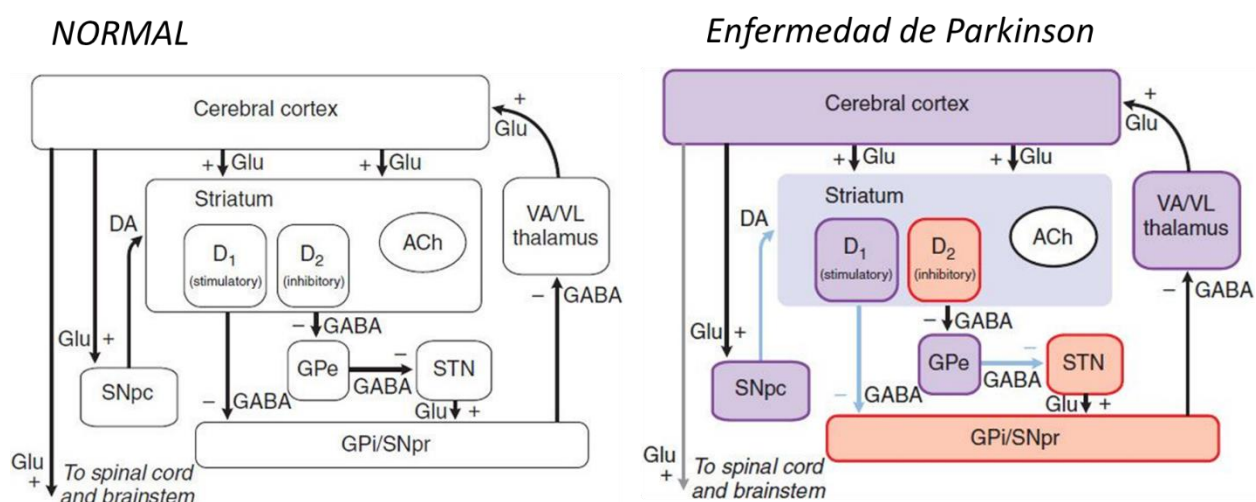 NORMAL
Cerebral cortex
+
Glu
+ Glu
+ Glu
Striatum
DA
D1
(stimulatory)
D2
(inhibitory)
ACh
VA/VL
thalamus
− GABA
− GABA
Glu +
SNpc
GPe
−
GABA
STN
Glu +
− GABA
GPi/SNpr
Glu
+
To spinal cord
and brainstem
Enfermedad de Parkinson
Cerebral cortex
+
Glu
+ Glu
+ Glu
Striatum
DA
D1
(stimulatory)
D2
(inhibitory)
ACh
VA/VL
thalamus
− GABA
− GABA
Glu +
SNpc
GPe
−
GABA
STN
Glu +
− GABA
GPi/SNpr
Glu
+
To spinal cord
and brainstem